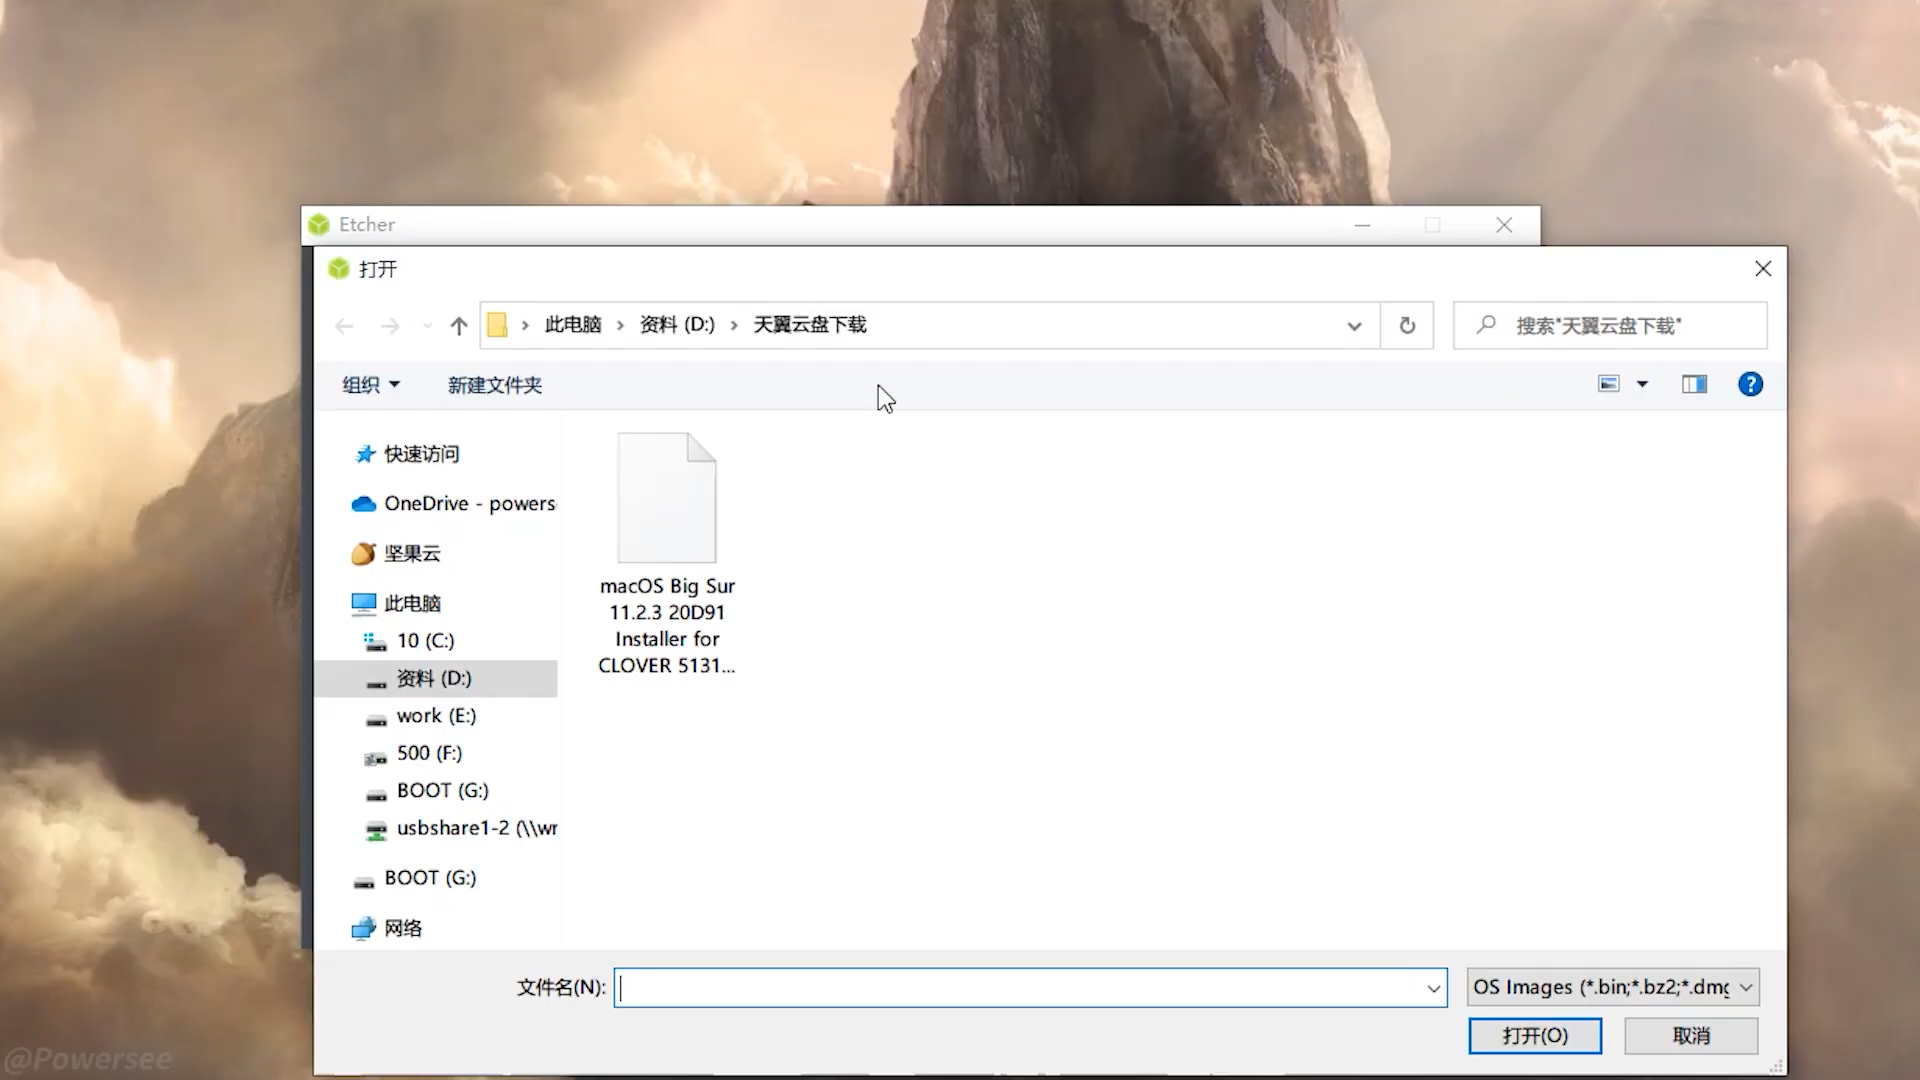 Etcher
打开
此电脑 › 资料 (D:) › 天翼云盘下载
搜索"天翼云盘下载"
组织
新建文件夹
快速访问
OneDrive - powers
坚果云
此电脑
10 (C:)
资料 (D:)
work (E:)
500 (F:)
BOOT (G:)
usbshare1-2 (\\wr
BOOT (G:)
网络
macOS Big Sur
11.2.3 20D91
Installer for
CLOVER 5131...
文件名(N):
OS Images (*.bin;*.bz2;*.dmg
打开(O)
取消
@Powersee